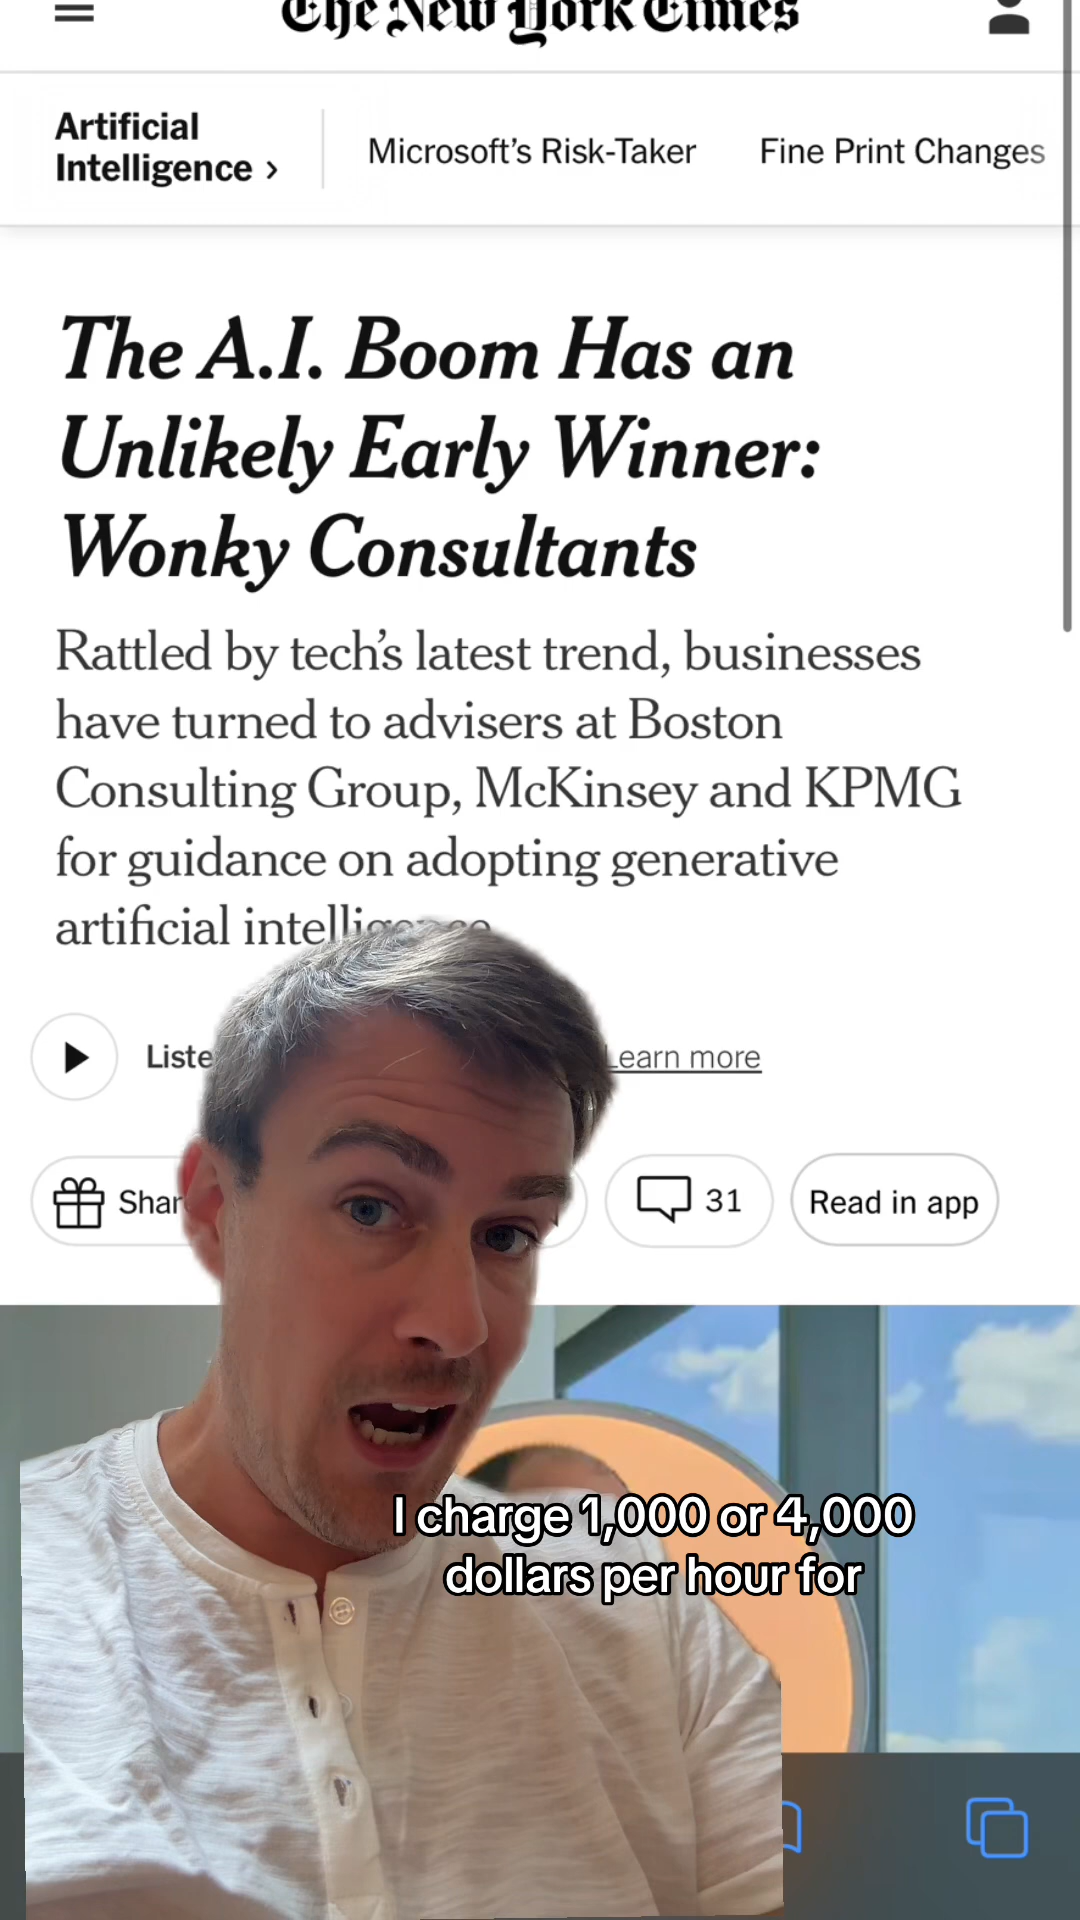 The New York Times
Artificial
Intelligence >
Microsoft's Risk-Taker
Fine Print Changes
The A.I. Boom Has an
Unlikely Early Winner:
Wonky Consultants
Rattled by tech's latest trend, businesses
have turned to advisers at Boston
Consulting Group, McKinsey and KPMG
for guidance on adopting generative
artificial intelligence.
Learn more
31
Read in app
I charge 1,000 or 4,000
dollars per hour for